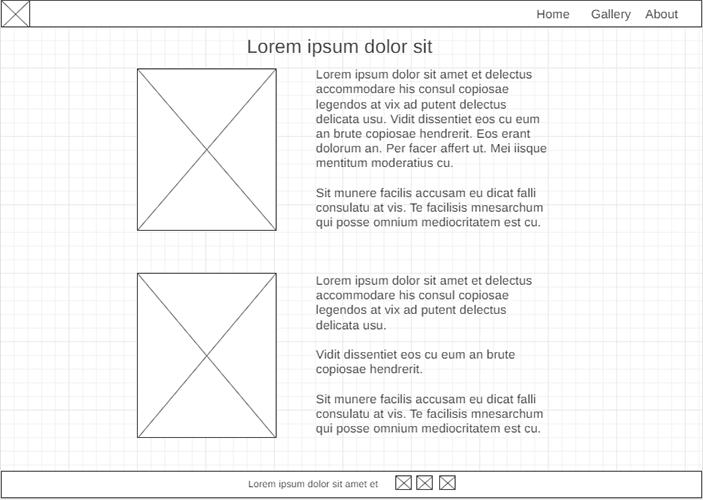 Home Gallery About
Lorem ipsum dolor sit
Lorem ipsum dolor sit amet et delectus
accommodare his consul copiosae
legendos at vix ad putent delectus
delicata usu. Vidit dissentiet eos cu eum
an brute copiosae hendrerit. Eos erant
dolorum an. Per facer affert ut. Mei iisque
mentitum moderatius cu.
Sit munere facilis accusam eu dicat falli
consulatu at vis. Te facilisis mnesarchum
qui posse omnium mediocritatem est cu.
Lorem ipsum dolor sit amet et delectus
accommodare his consul copiosae
legendos at vix ad putent delectus
delicata usu.
Vidit dissentiet eos cu eum an brute
copiosae hendrerit.
Sit munere facilis accusam eu dicat falli
consulatu at vis. Te facilisis mnesarchum
qui posse omnium mediocritatem est cu.
Lorem ipsum dolor sit amet et